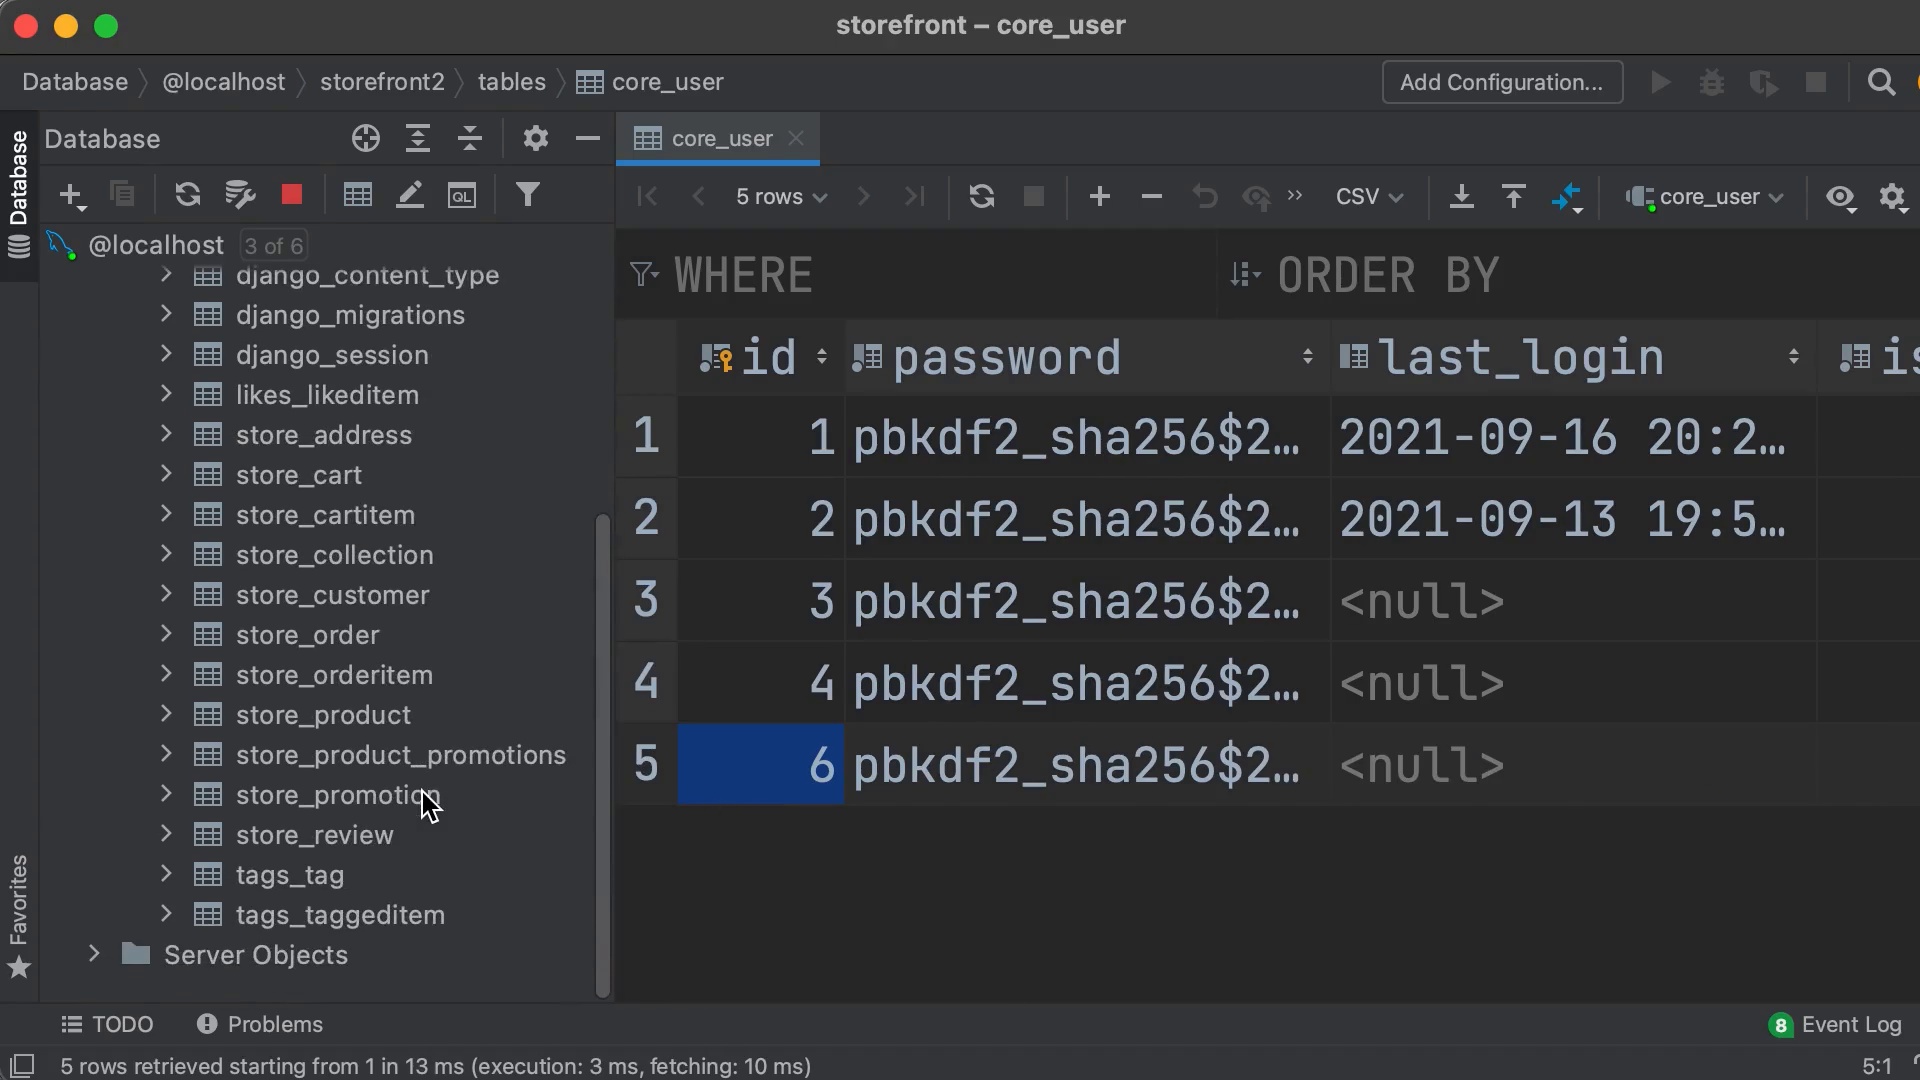 storefront – core_user
Database
@localhost
storefront2
tables
core_user
Add Configuration...
Database
Favorites
Database
QL
@localhost 3 of 6
django_content_type
django_migrations
django_session
likes_likeditem
store_address
store_cart
store_cartitem
store_collection
store_customer
store_order
store_orderitem
store_product
store_product_promotions
store_promotion
store_review
tags_tag
tags_taggeditem
Server Objects
core_user
5 rows
CSV
core_user
WHERE
ORDER BY
id password last_login is
1 1 pbkdf2_sha256$2… 2021-09-16 20:2…
2 2 pbkdf2_sha256$2… 2021-09-13 19:5…
3 3 pbkdf2_sha256$2… <null>
4 4 pbkdf2_sha256$2… <null>
5 6 pbkdf2_sha256$2… <null>
TODO
Problems
8 Event Log
5 rows retrieved starting from 1 in 13 ms (execution: 3 ms, fetching: 10 ms)
5:1